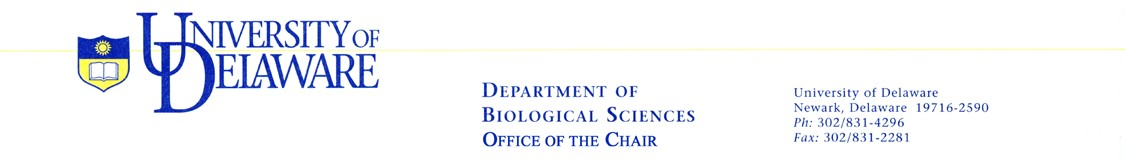 UNIVERSITY OF
DELAWARE
DEPARTMENT OF
BIOLOGICAL SCIENCES
OFFICE OF THE CHAIR
University of Delaware
Newark, Delaware 19716-2590
Ph: 302/831-4296
Fax: 302/831-2281